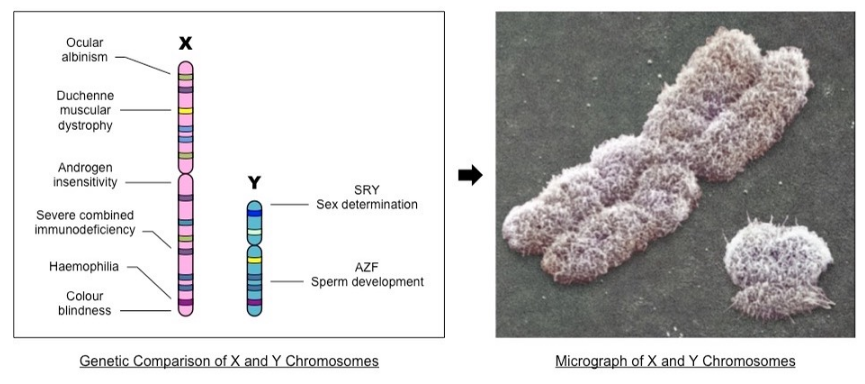 X
Ocular
albinism
Duchenne
muscular
dystrophy
Androgen
insensitivity
Severe combined
immunodeficiency
Haemophilia
Colour
blindness
Y
SRY
Sex determination
AZF
Sperm development
Genetic Comparison of X and Y Chromosomes
Micrograph of X and Y Chromosomes